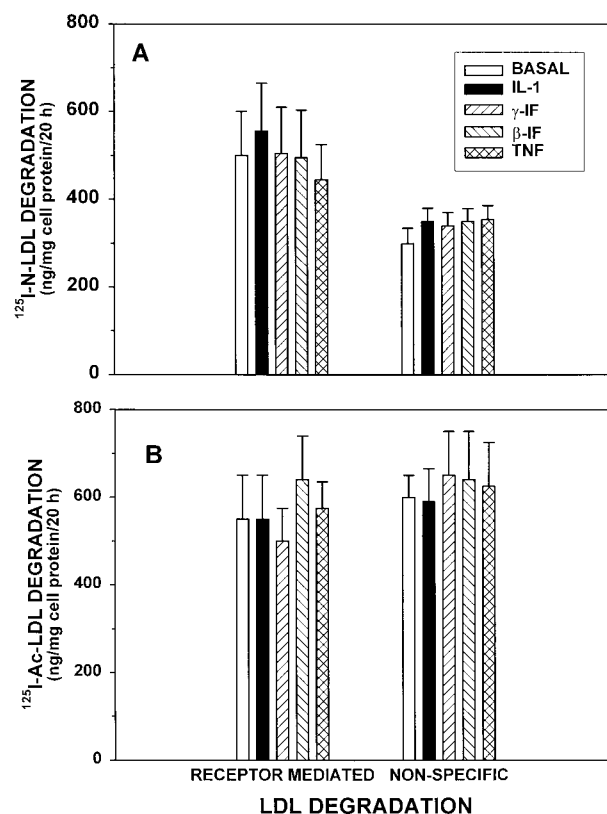 A
BASAL
IL-1
γ-IF
β-IF
TNF
¹²⁵I-N-LDL DEGRADATION
(ng/mg cell protein/20 h)
800
600
400
200
0
B
¹²⁵I-Ac-LDL DEGRADATION
(ng/mg cell protein/20 h)
800
600
400
200
0
RECEPTOR MEDIATED NON-SPECIFIC
LDL DEGRADATION